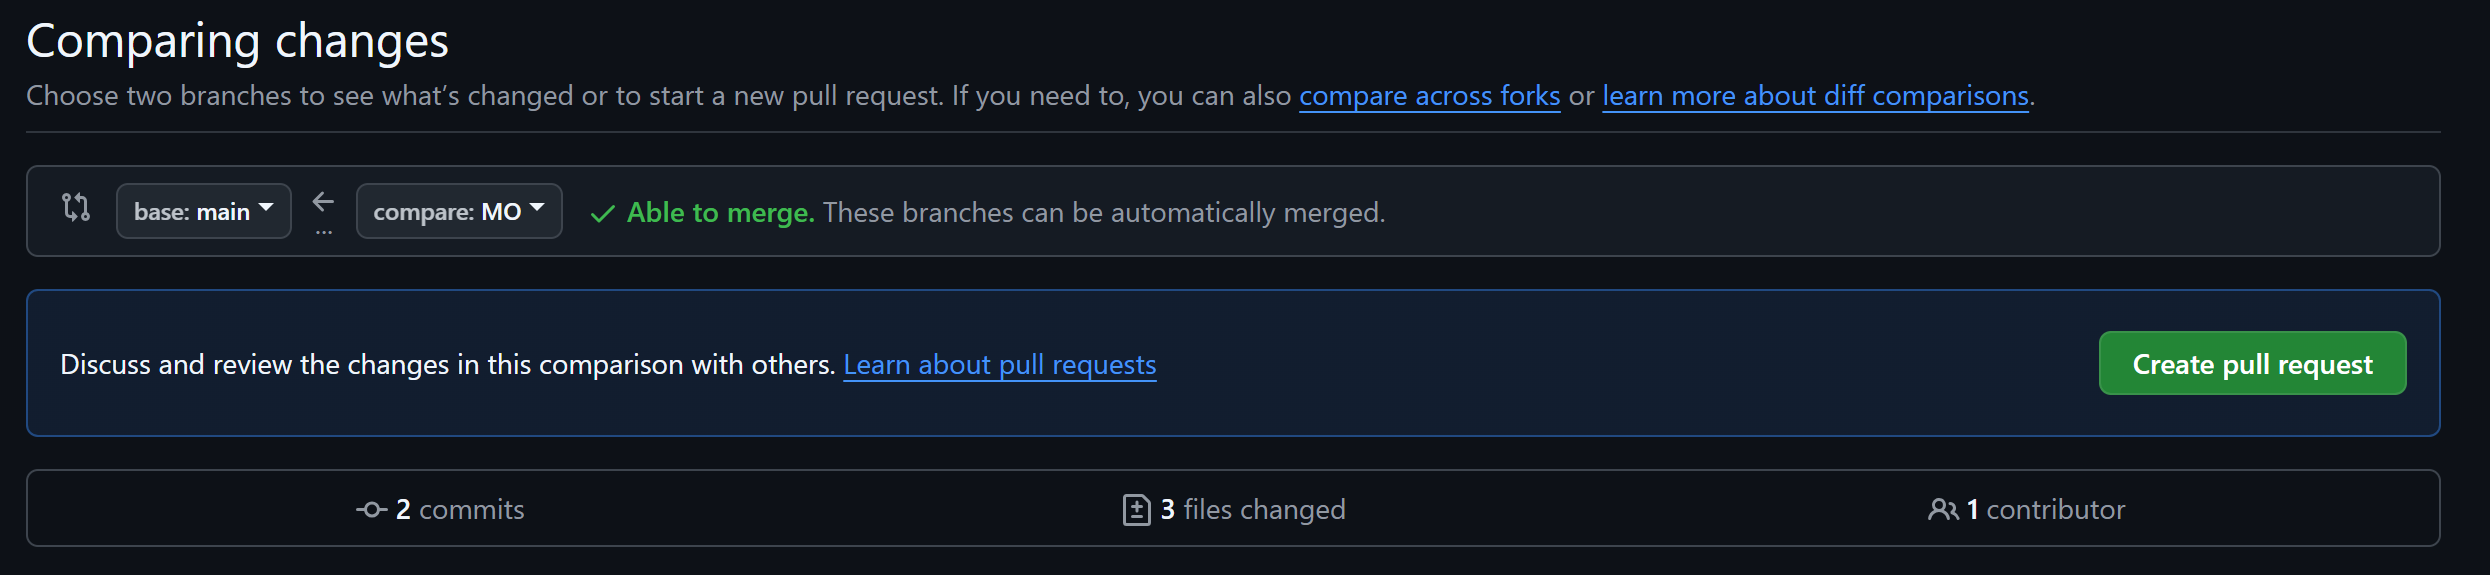 Comparing changes
Choose two branches to see what’s changed or to start a new pull request. If you need to, you can also compare across forks or learn more about diff comparisons.
base: main ... compare: MO Able to merge. These branches can be automatically merged.
Discuss and review the changes in this comparison with others. Learn about pull requests Create pull request
2 commits 3 files changed 1 contributor